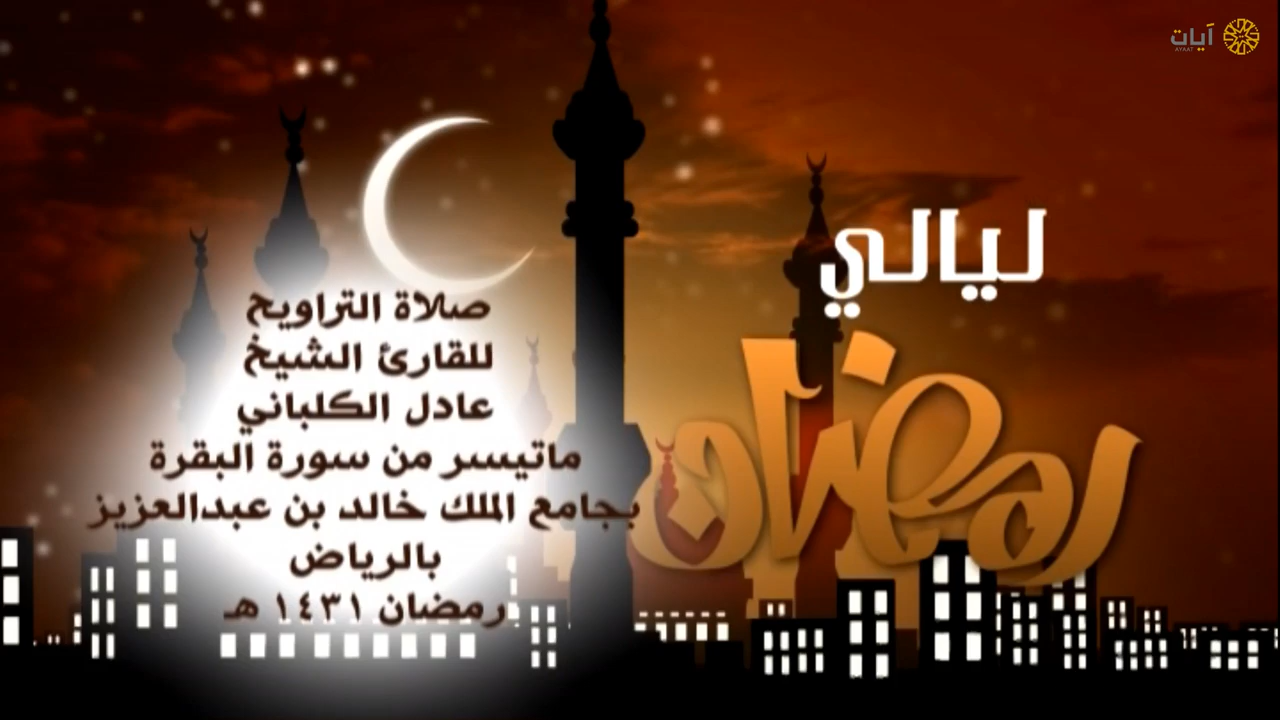 آيات
AYAAT
ليالي
رمضان
صلاة التراويح
للقارئ الشيخ
عادل الكلباني
ماتيسر من سورة البقرة
بجامع الملك خالد بن عبدالعزيز
بالرياض
رمضان ١٤٣١ هـ